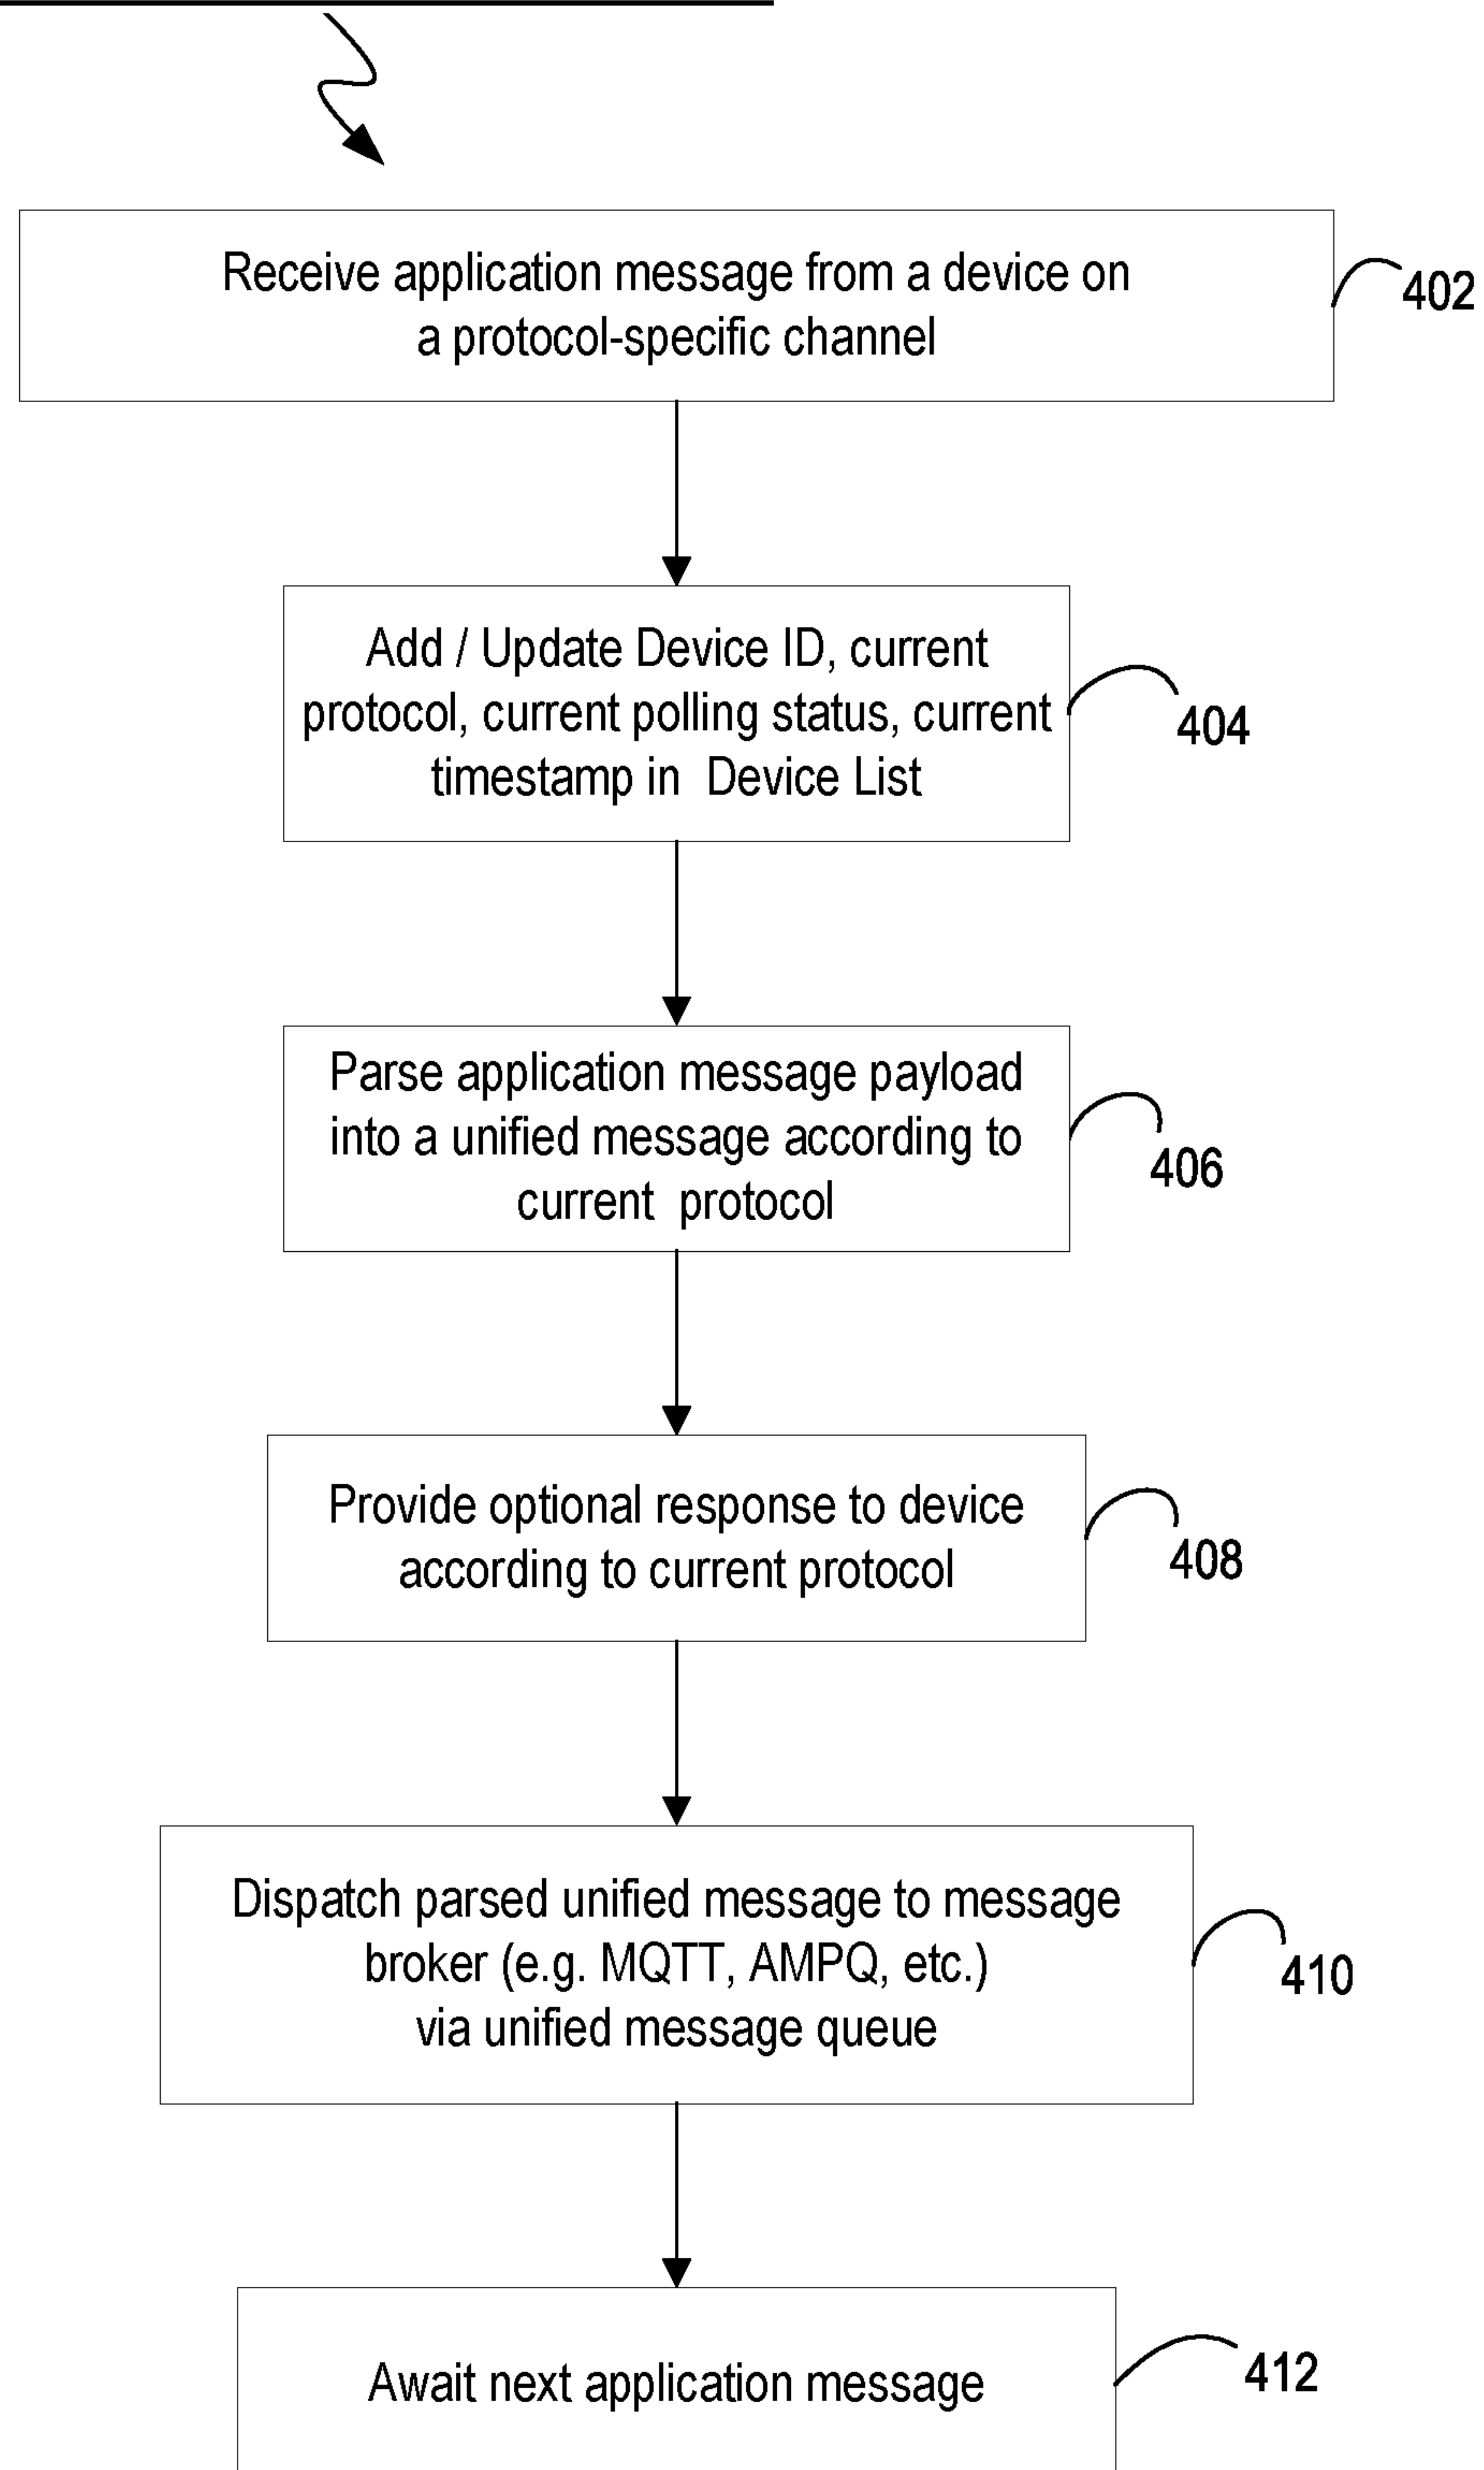 Receive application message from a device on
a protocol-specific channel
402
Add / Update Device ID, current
protocol, current polling status, current
timestamp in Device List
404
Parse application message payload
into a unified message according to
current protocol
406
Provide optional response to device
according to current protocol
408
Dispatch parsed unified message to message
broker (e.g. MQTT, AMPQ, etc.)
via unified message queue
410
Await next application message
412